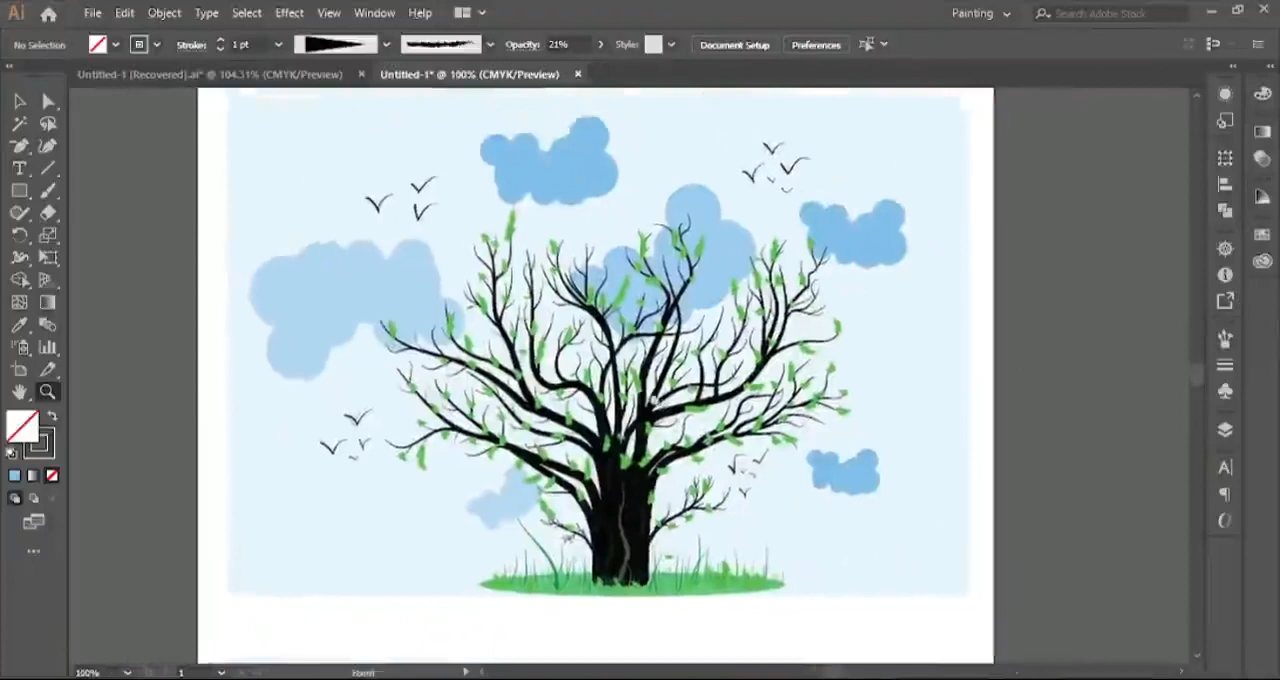 Ai File Edit Object Type Select Effect View Window Help Painting Search Adobe Stock
No Selection Stroke: 1 pt Opacity: 21% Style: Document Setup Preferences
Untitled-1 [Recovered].ai* @ 104.31% (CMYK/Preview) × Untitled-1* @ 100% (CMYK/Preview) ×
100% 1